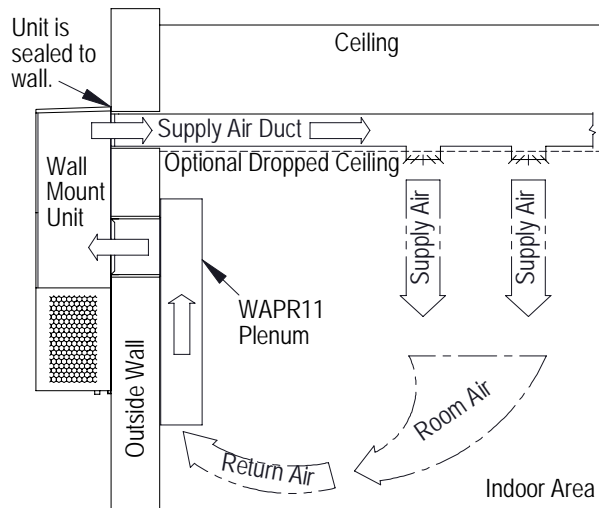 Unit is
sealed to
wall.
Ceiling
Supply Air Duct
Optional Dropped Ceiling
Wall
Mount
Unit
Supply Air
Supply Air
WAPR11
Plenum
Outside Wall
Room Air
Return Air
Indoor Area